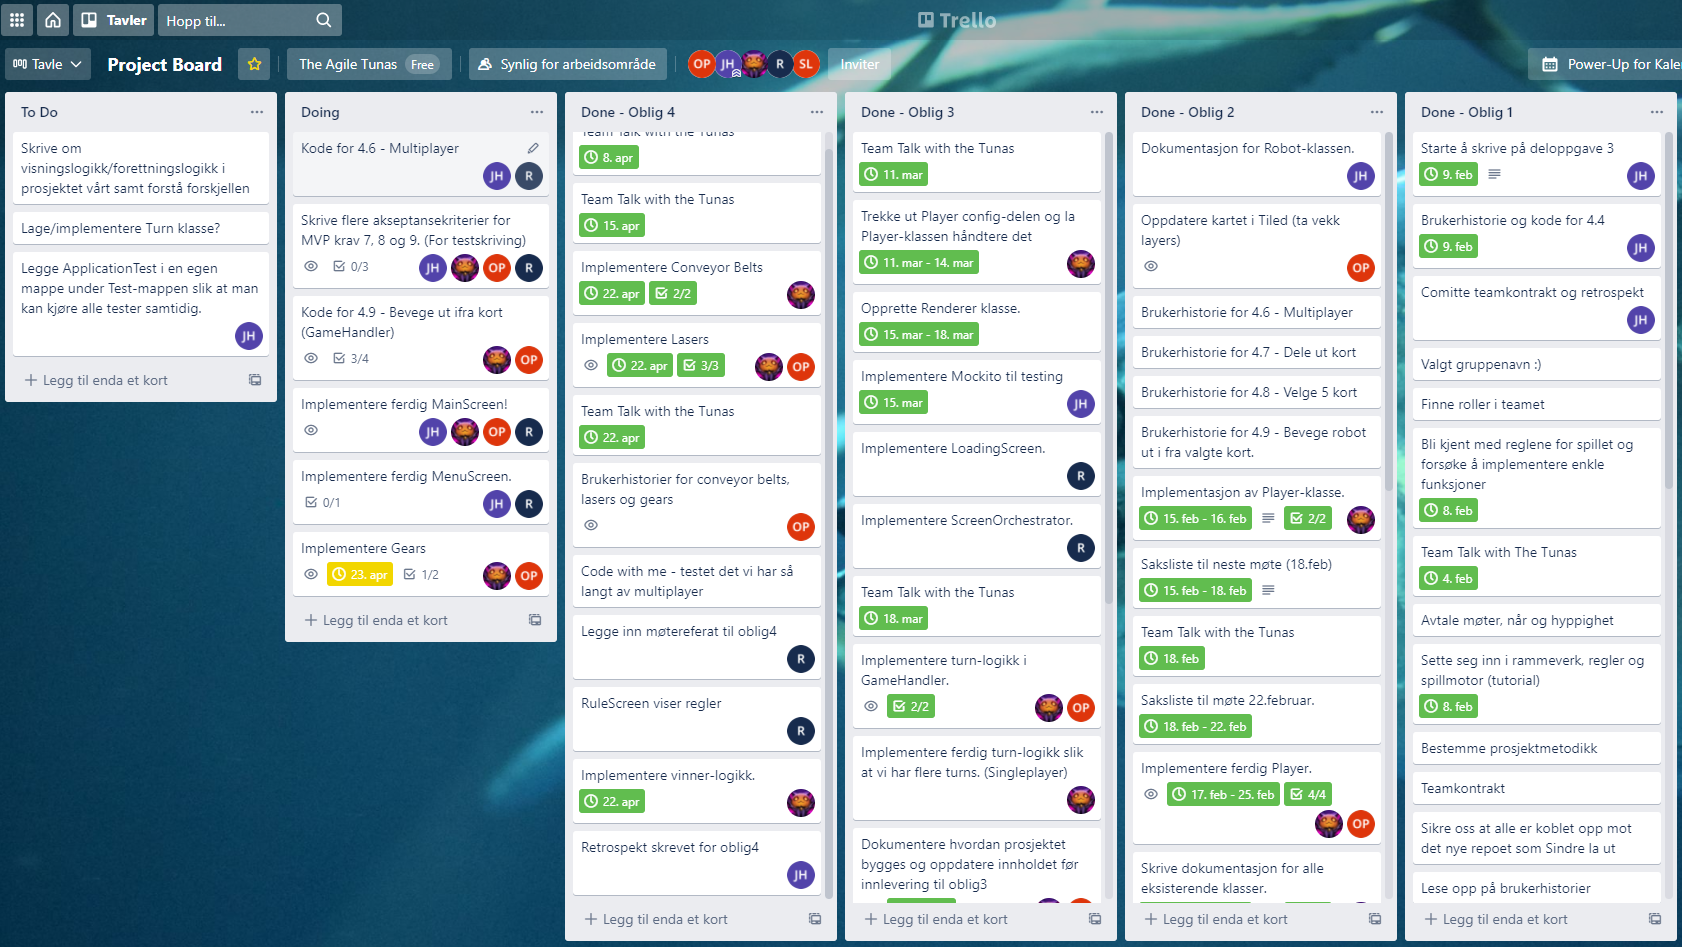 Tavler
Hopp til...
Trello
Tavle
Project Board
The Agile Tunas Free
Synlig for arbeidsområde
OP JH R SL
Inviter
Power-Up for Kalen
To Do
Skrive om
visningslogikk/forettningslogikk i
prosjektet vårt samt forstå forskjellen
Lage/implementere Turn klasse?
Legge ApplicationTest i en egen
mappe under Test-mappen slik at man
kan kjøre alle tester samtidig.
JH
Legg til enda et kort
Doing
Kode for 4.6 - Multiplayer
JH R
Skrive flere akseptansekriterier for
MVP krav 7, 8 og 9. (For testskriving)
0/3 JH OP R
Kode for 4.9 - Bevege ut ifra kort
(GameHandler)
3/4 OP
Implementere ferdig MainScreen!
JH OP R
Implementere ferdig MenuScreen.
0/1 JH R
Implementere Gears
23. apr 1/2 OP
Legg til enda et kort
Done - Oblig 4
Team Talk with the Tunas
8. apr
Team Talk with the Tunas
15. apr
Implementere Conveyor Belts
22. apr 2/2
Implementere Lasers
22. apr 3/3 OP
Team Talk with the Tunas
22. apr
Brukerhistorier for conveyor belts,
lasers og gears
OP
Code with me - testet det vi har så
langt av multiplayer
Legge inn møtereferat til oblig4
R
RuleScreen viser regler
R
Implementere vinner-logikk.
22. apr
Retrospekt skrevet for oblig4
JH
Legg til enda et kort
Done - Oblig 3
Team Talk with the Tunas
11. mar
Trekke ut Player config-delen og la
Player-klassen håndtere det
11. mar - 14. mar
Opprette Renderer klasse.
15. mar - 18. mar
Implementere Mockito til testing
15. mar JH
Implementere LoadingScreen.
R
Implementere ScreenOrchestrator.
R
Team Talk with the Tunas
18. mar
Implementere turn-logikk i
GameHandler.
2/2 OP
Implementere ferdig turn-logikk slik
at vi har flere turns. (Singleplayer)
Dokumentere hvordan prosjektet
bygges og oppdatere innholdet før
innlevering til oblig3
Legg til enda et kort
Done - Oblig 2
Dokumentasjon for Robot-klassen.
JH
Oppdatere kartet i Tiled (ta vekk
layers)
OP
Brukerhistorie for 4.6 - Multiplayer
Brukerhistorie for 4.7 - Dele ut kort
Brukerhistorie for 4.8 - Velge 5 kort
Brukerhistorie for 4.9 - Bevege robot
ut i fra valgte kort.
Implementasjon av Player-klasse.
15. feb - 16. feb 2/2
Saksliste til neste møte (18.feb)
15. feb - 18. feb
Team Talk with the Tunas
18. feb
Saksliste til møte 22.februar.
18. feb - 22. feb
Implementere ferdig Player.
17. feb - 25. feb 4/4
OP
Skrive dokumentasjon for alle
eksisterende klasser.
Legg til enda et kort
Done - Oblig 1
Starte å skrive på deloppgave 3
9. feb JH
Brukerhistorie og kode for 4.4
9. feb JH
Comitte teamkontrakt og retrospekt
JH
Valgt gruppenavn :)
Finne roller i teamet
Bli kjent med reglene for spillet og
forsøke å implementere enkle
funksjoner
8. feb
Team Talk with The Tunas
4. feb
Avtale møter, når og hyppighet
Sette seg inn i rammeverk, regler og
spillmotor (tutorial)
8. feb
Bestemme prosjektmetodikk
Teamkontrakt
Sikre oss at alle er koblet opp mot
det nye repoet som Sindre la ut
Lese opp på brukerhistorier
Legg til enda et kort